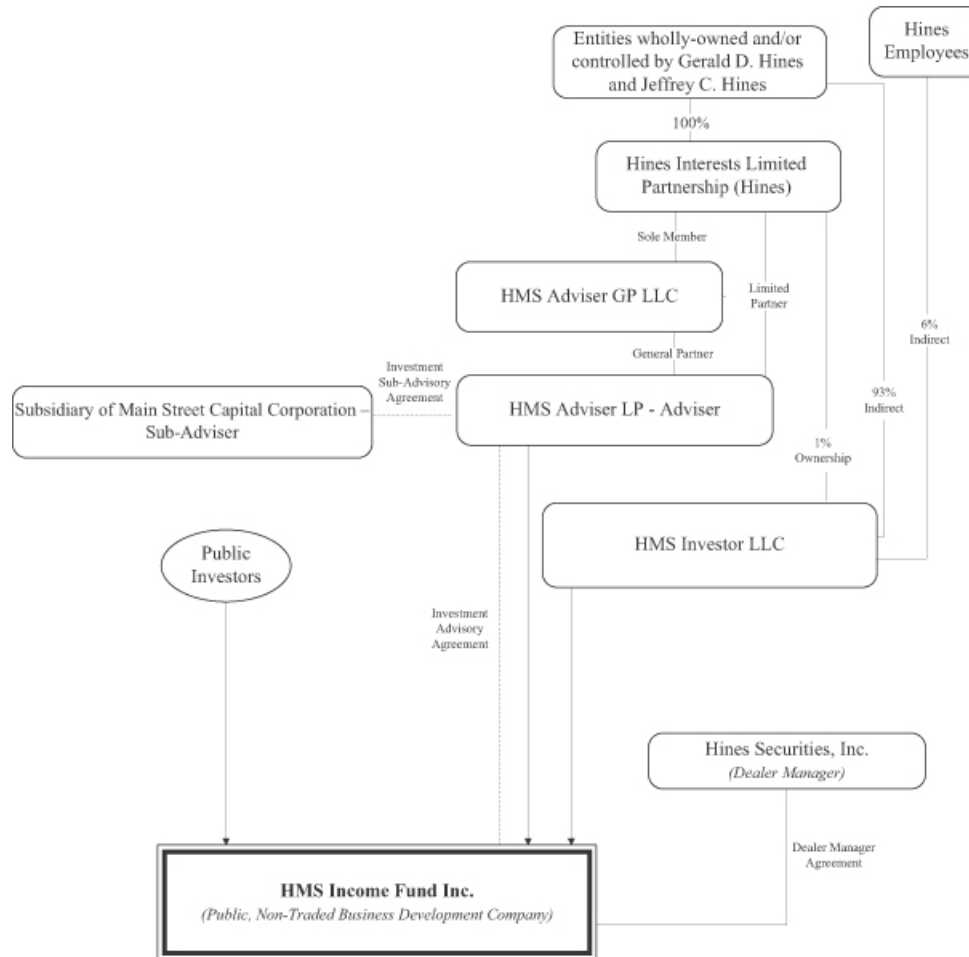 Entities wholly-owned and/or
controlled by Gerald D. Hines
and Jeffrey C. Hines
Hines
Employees
100%
Hines Interests Limited
Partnership (Hines)
Sole Member
HMS Adviser GP LLC
Limited
Partner
6%
Indirect
General Partner
Investment
Sub-Advisory
Agreement
93%
Indirect
Subsidiary of Main Street Capital Corporation –
Sub-Adviser
HMS Adviser LP - Adviser
1%
Ownership
HMS Investor LLC
Public
Investors
Investment
Advisory
Agreement
Hines Securities, Inc.
(Dealer Manager)
Dealer Manager
Agreement
HMS Income Fund Inc.
(Public, Non-Traded Business Development Company)